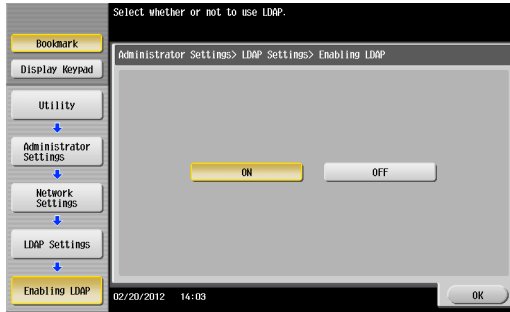 Select whether or not to use LDAP.
Bookmark
Display Keypad
Administrator Settings> LDAP Settings> Enabling LDAP
Utility
Administrator
Settings
Network
Settings
LDAP Settings
Enabling LDAP
ON
OFF
02/20/2012 14:03
OK